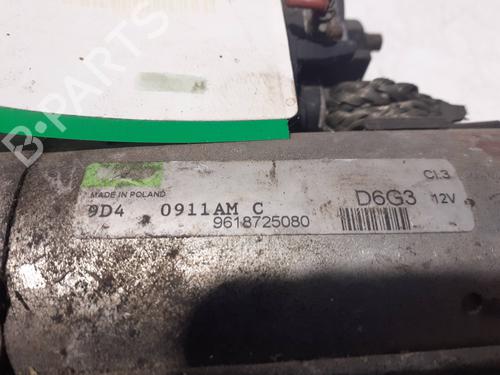 B-PARTS
MADE IN POLAND
Cl.3
9D4 0911AM C
D6G3 12V
9618725080